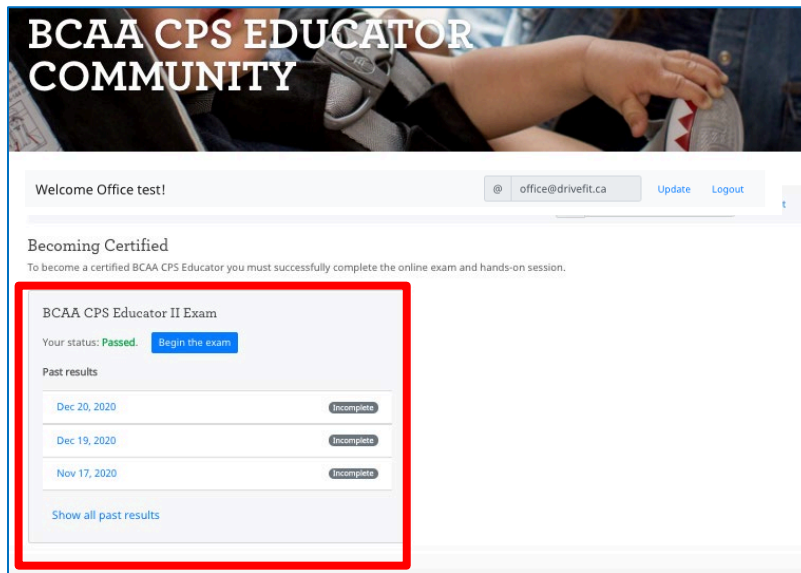 BCAA CPS EDUCATOR
COMMUNITY
Welcome Office test!
@ office@drivefit.ca Update Logout
t
Becoming Certified
To become a certified BCAA CPS Educator you must successfully complete the online exam and hands-on session.
BCAA CPS Educator II Exam
Your status: Passed. Begin the exam
Past results
Dec 20, 2020 Incomplete
Dec 19, 2020 Incomplete
Nov 17, 2020 Incomplete
Show all past results